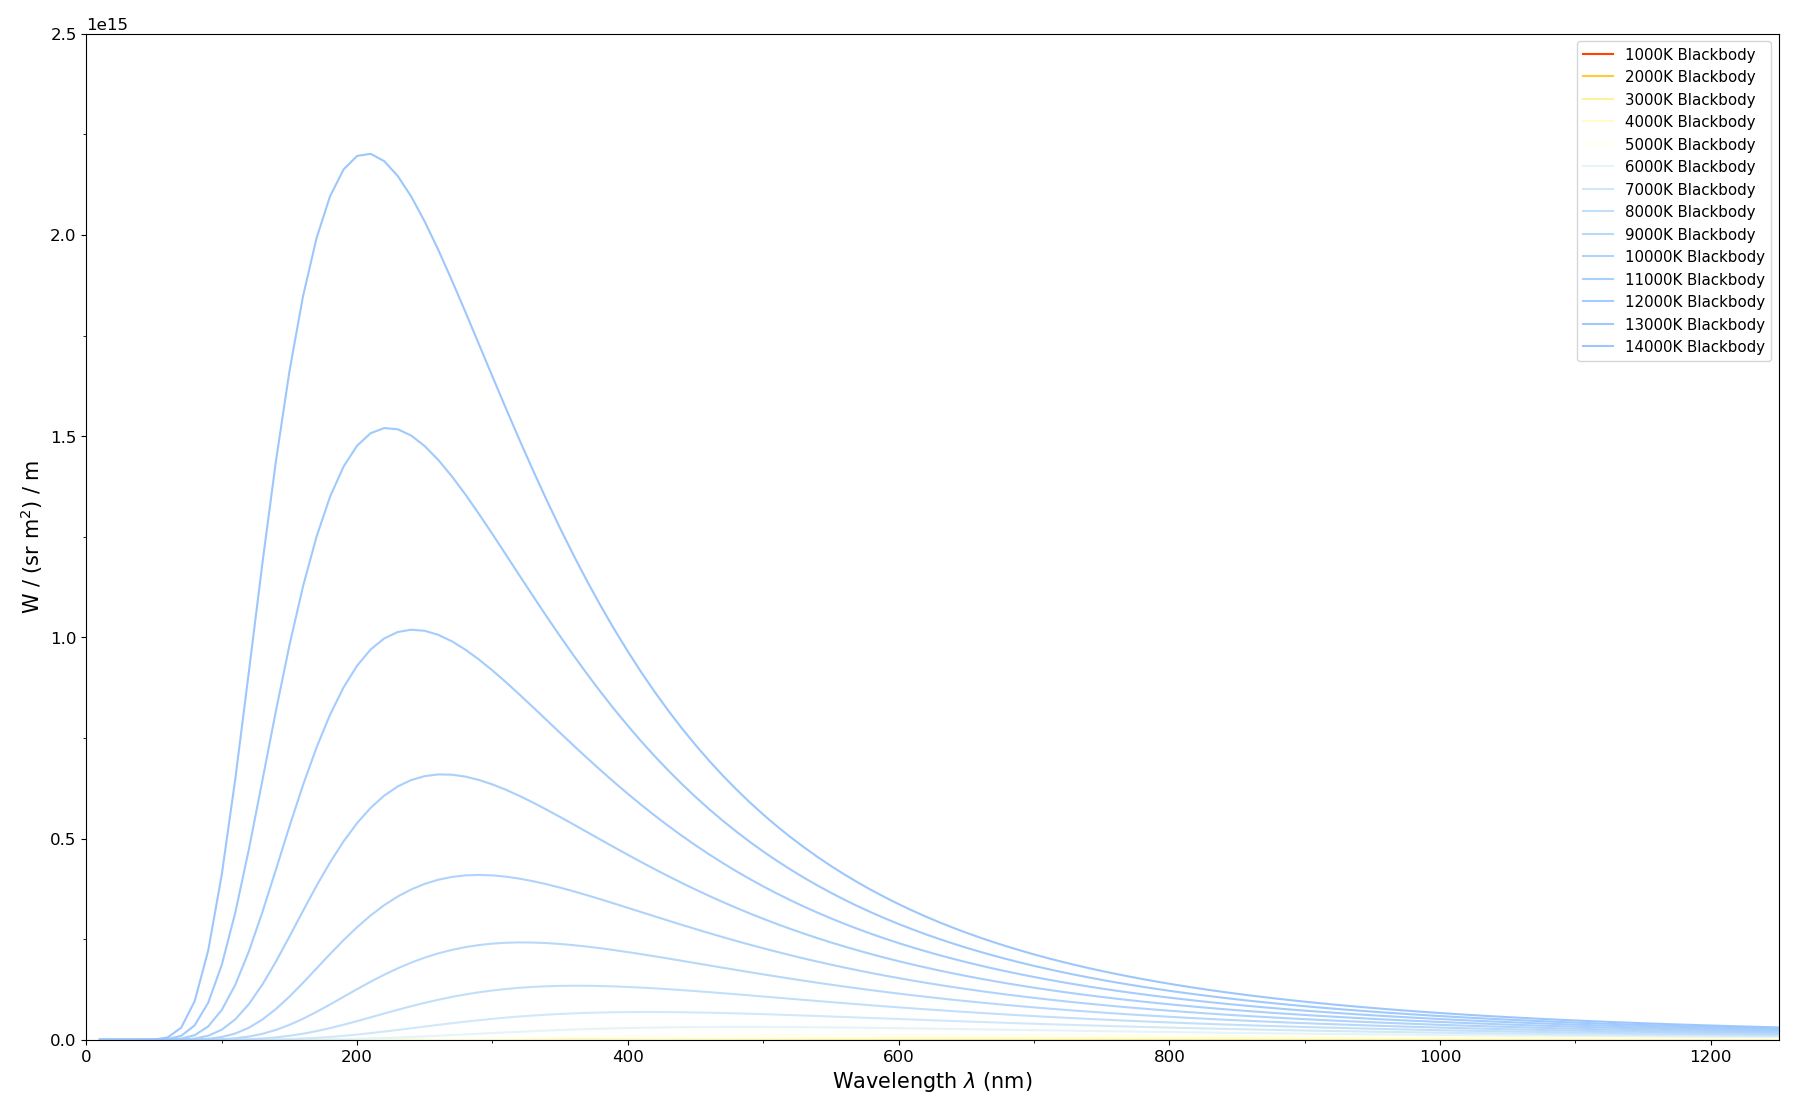 1e15
2.5
2.0
1.5
1.0
0.5
0.0
W / (sr m²) / m
0 200 400 600 800 1000 1200
Wavelength λ (nm)
1000K Blackbody
2000K Blackbody
3000K Blackbody
4000K Blackbody
5000K Blackbody
6000K Blackbody
7000K Blackbody
8000K Blackbody
9000K Blackbody
10000K Blackbody
11000K Blackbody
12000K Blackbody
13000K Blackbody
14000K Blackbody